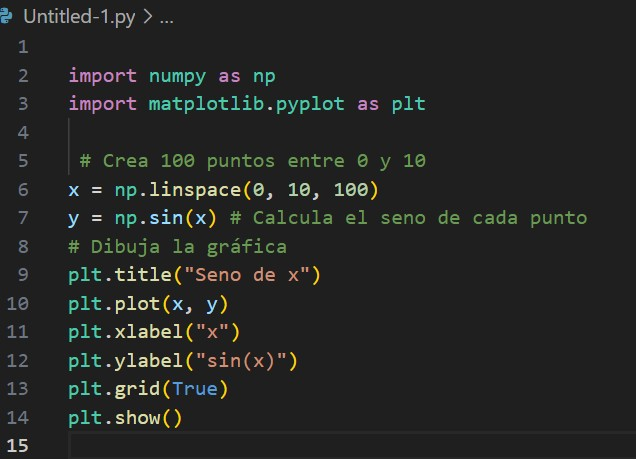 Untitled-1.py > ...
1
2 import numpy as np
3 import matplotlib.pyplot as plt
4
5 # Crea 100 puntos entre 0 y 10
6 x = np.linspace(0, 10, 100)
7 y = np.sin(x) # Calcula el seno de cada punto
8 # Dibuja la gráfica
9 plt.title("Seno de x")
10 plt.plot(x, y)
11 plt.xlabel("x")
12 plt.ylabel("sin(x)")
13 plt.grid(True)
14 plt.show()
15